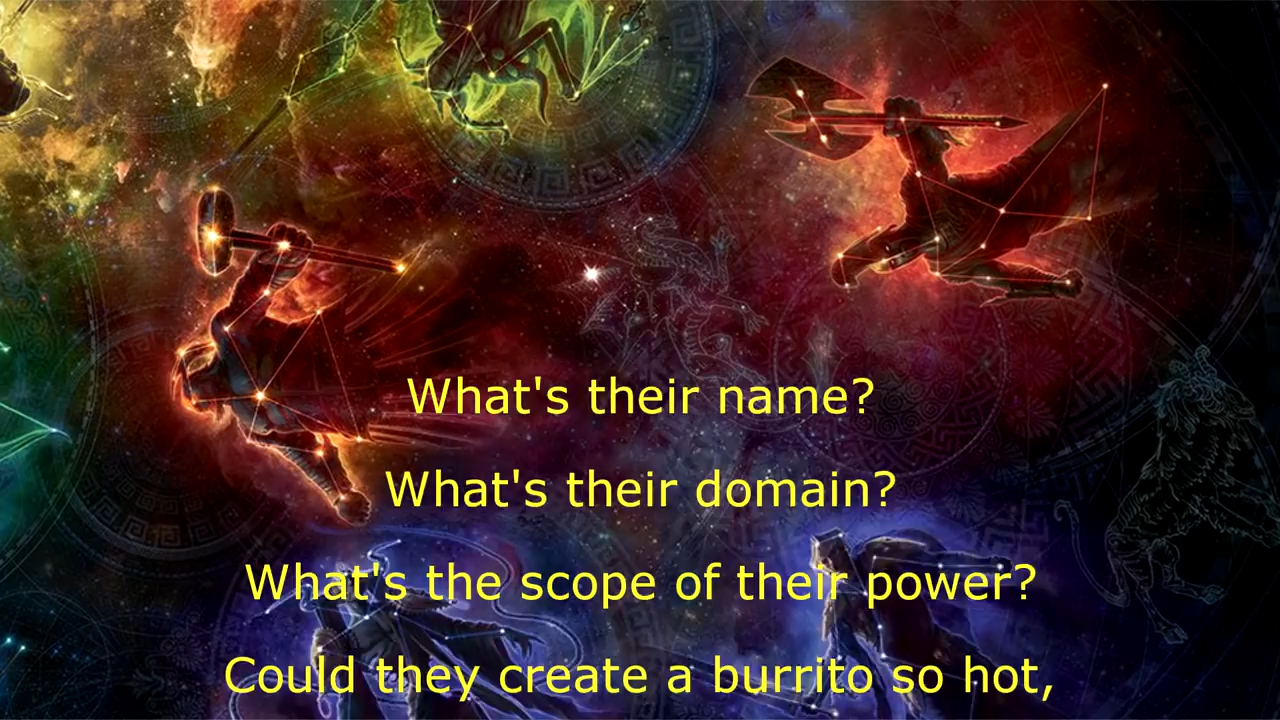 What's their name?
What's their domain?
What's the scope of their power?
Could they create a burrito so hot,